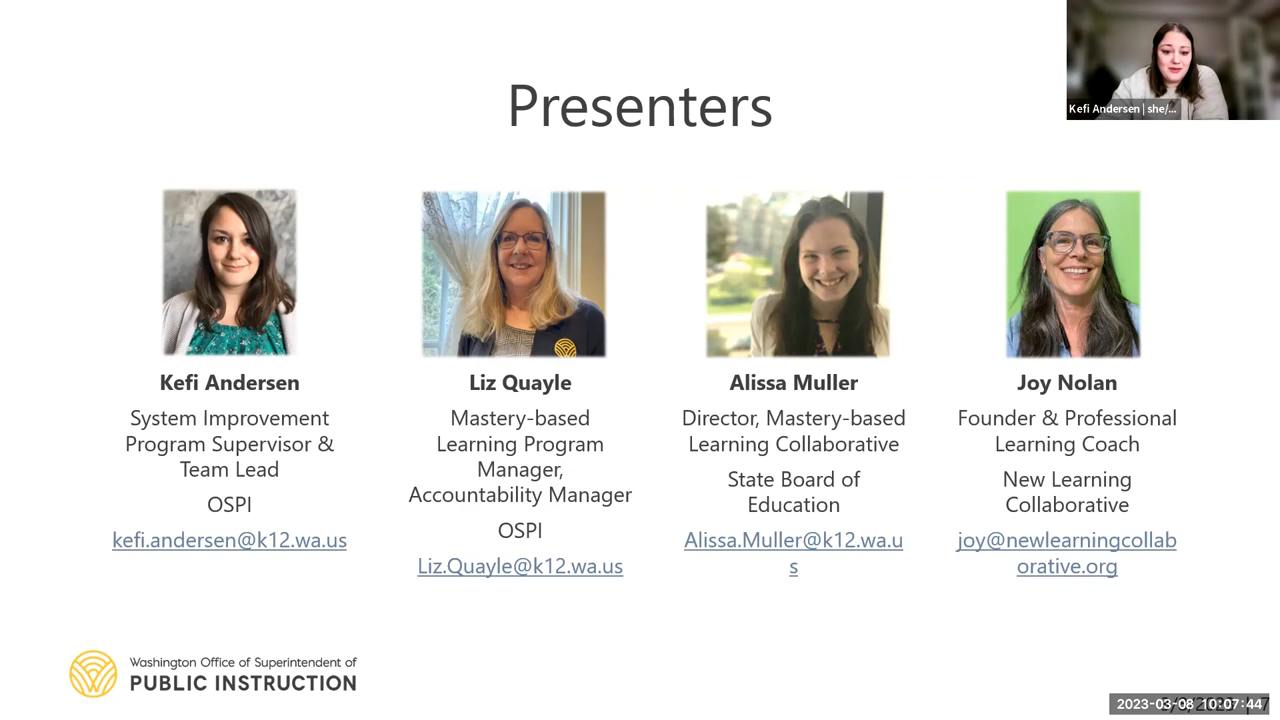 Kefi Andersen | she/...
Presenters
Kefi Andersen
System Improvement
Program Supervisor &
Team Lead
OSPI
kefi.andersen@k12.wa.us
Liz Quayle
Mastery-based
Learning Program
Manager,
Accountability Manager
OSPI
Liz.Quayle@k12.wa.us
Alissa Muller
Director, Mastery-based
Learning Collaborative
State Board of
Education
Alissa.Muller@k12.wa.u
s
Joy Nolan
Founder & Professional
Learning Coach
New Learning
Collaborative
joy@newlearningcollab
orative.org
Washington Office of Superintendent of
PUBLIC INSTRUCTION
2023-03-08 10:07:44